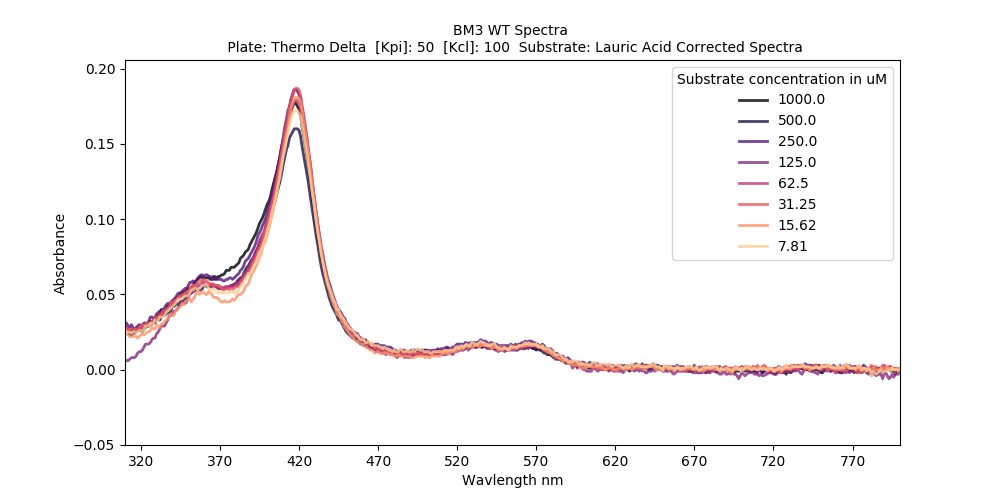 BM3 WT Spectra
Plate: Thermo Delta  [Kpi]: 50  [Kcl]: 100  Substrate: Lauric Acid Corrected Spectra
Substrate concentration in uM
1000.0
500.0
250.0
125.0
62.5
31.25
15.62
7.81
Absorbance
0.20
0.15
0.10
0.05
0.00
−0.05
320 370 420 470 520 570 620 670 720 770
Wavlength nm